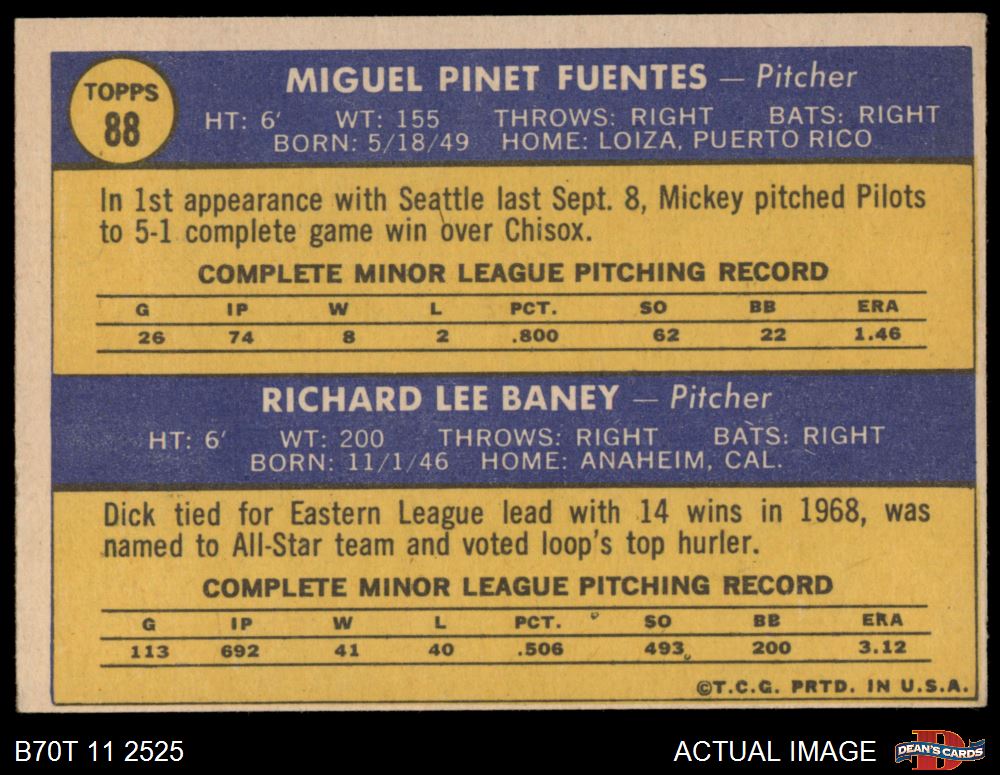 TOPPS
88
MIGUEL PINET FUENTES — Pitcher
HT: 6' WT: 155 THROWS: RIGHT BATS: RIGHT
BORN: 5/18/49 HOME: LOIZA, PUERTO RICO
In 1st appearance with Seattle last Sept. 8, Mickey pitched Pilots
to 5-1 complete game win over Chisox.
COMPLETE MINOR LEAGUE PITCHING RECORD
G IP W L PCT. SO BB ERA
26 74 8 2 .800 62 22 1.46
RICHARD LEE BANEY — Pitcher
HT: 6' WT: 200 THROWS: RIGHT BATS: RIGHT
BORN: 11/1/46 HOME: ANAHEIM, CAL.
Dick tied for Eastern League lead with 14 wins in 1968, was
named to All-Star team and voted loop's top hurler.
COMPLETE MINOR LEAGUE PITCHING RECORD
G IP W L PCT. SO BB ERA
113 692 41 40 .506 493 200 3.12
©T.C.G. PRTD. IN U.S.A.
B70T 11 2525
ACTUAL IMAGE
D
DEAN'S CARDS